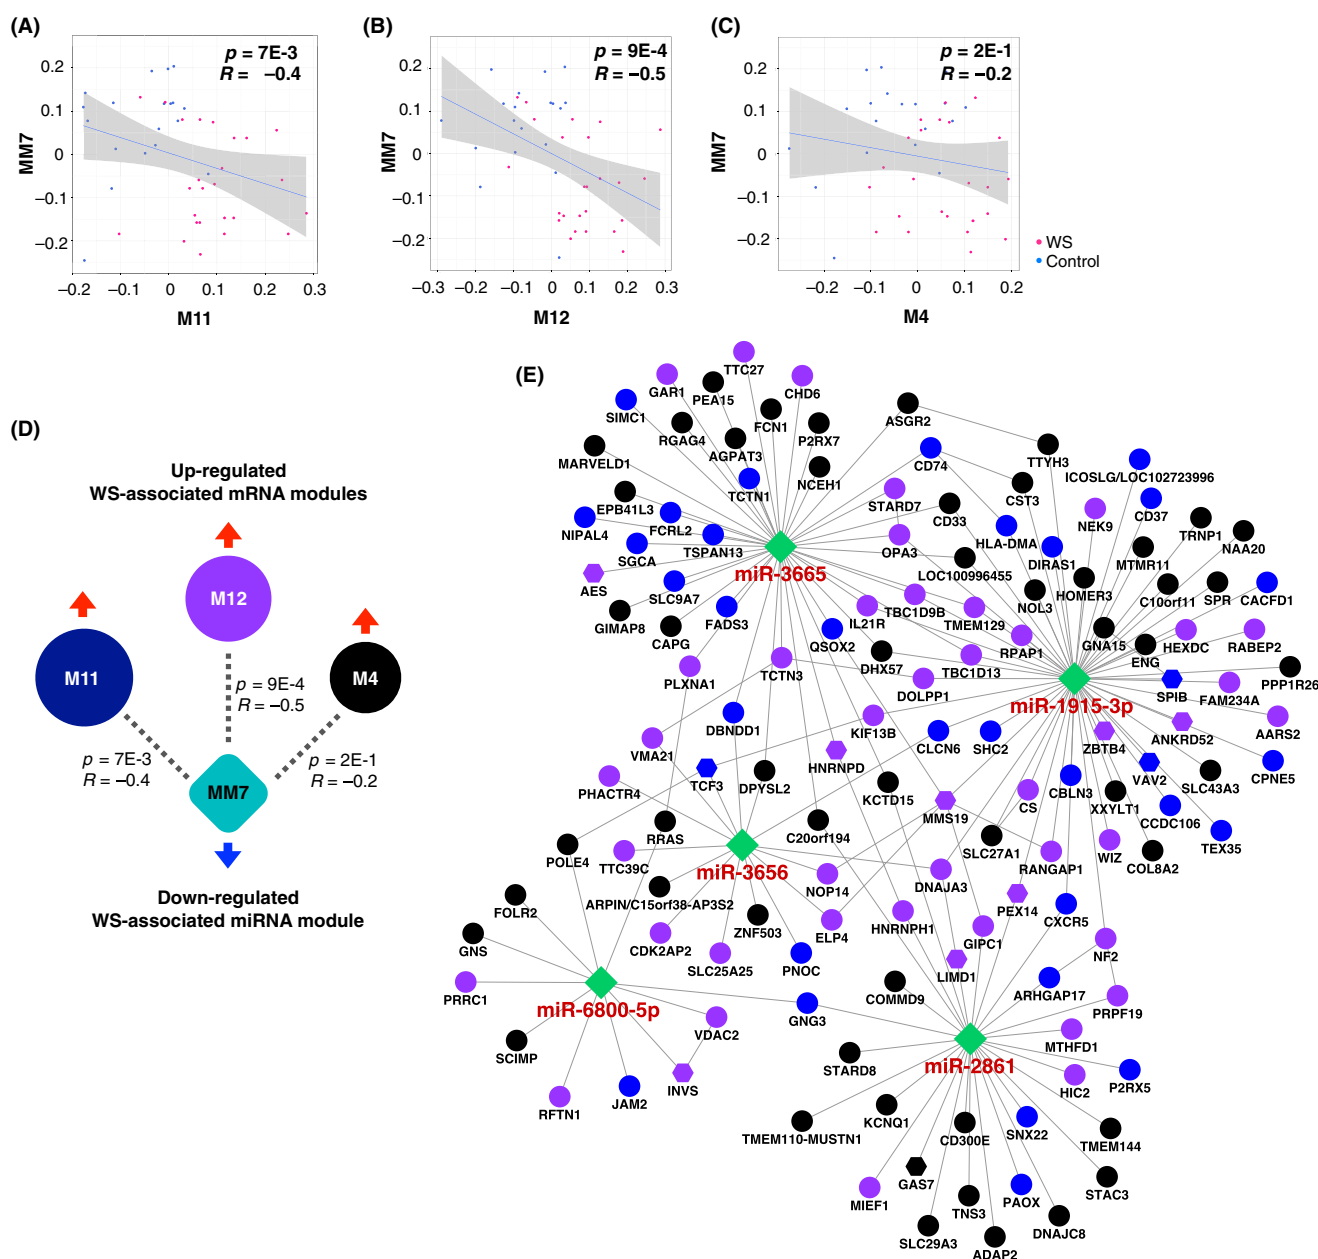 (A)
p = 7E-3
R = −0.4
MM7
0.2
0.1
0
−0.1
−0.2
−0.2
−0.1
0
0.1
0.2
0.3
M11
(B)
p = 9E-4
R = −0.5
MM7
0.2
0.1
0
−0.1
−0.2
−0.3
−0.2
−0.1
0
0.1
0.2
0.3
M12
(C)
p = 2E-1
R = −0.2
MM7
0.2
0.1
0
−0.1
−0.2
−0.2
−0.1
0
0.1
0.2
M4
WS
Control
(D)
Up-regulated
WS-associated mRNA modules
M12
M11
M4
p = 9E-4
R = −0.5
p = 7E-3
R = −0.4
p = 2E-1
R = −0.2
MM7
Down-regulated
WS-associated miRNA module
(E)
TTC27
GAR1
PEA15
CHD6
SIMC1
FCN1
P2RX7
RGAG4
AGPAT3
ASGR2
MARVELD1
TCTN1
NCEH1
CD74
TTYH3
ICOSLG/LOC102723996
EPB41L3
STARD7
CST3
CD37
NIPAL4
FCRL2
CD33
NEK9
TRNP1
NAA20
SGCA
TSPAN13
OPA3
HLA-DMA
DIRAS1
MTMR11
miR-3665
LOC100996455
AES
SLC9A7
NOL3
HOMER3
C10orf11
SPR
CACFD1
GIMAP8
CAPG
FADS3
IL21R
TBC1D9B
TMEM129
RPAP1
GNA15
ENG
HEXDC
RABEP2
QSOX2
DHX57
TBC1D13
PLXNA1
TCTN3
DOLPP1
SPIB
FAM234A
PPP1R26
miR-1915-3p
DBNDD1
KIF13B
CLCN6
SHC2
ZBTB4
ANKRD52
AARS2
VMA21
HNRNPD
VAV2
SLC43A3
CPNE5
PHACTR4
TCF3
DPYSL2
KCTD15
MMS19
CS
CBLN3
XXYLT1
CCDC106
TEX35
RRAS
C20orf194
SLC27A1
RANGAP1
WIZ
COL8A2
POLE4
TTC39C
miR-3656
NOP14
DNAJA3
PEX14
FOLR2
ARPIN/C15orf38-AP3S2
ZNF503
ELP4
HNRNPH1
GIPC1
CXCR5
NF2
GNS
CDK2AP2
SLC25A25
PNOC
LIMD1
PRRC1
miR-6800-5p
GNG3
COMMD9
ARHGAP17
PRPF19
SCIMP
VDAC2
MTHFD1
STARD8
miR-2861
RFTN1
JAM2
INVS
HIC2
P2RX5
TMEM110-MUSTN1
KCNQ1
CD300E
SNX22
TMEM144
MIEF1
GAS7
TNS3
PAOX
STAC3
SLC29A3
ADAP2
DNAJC8